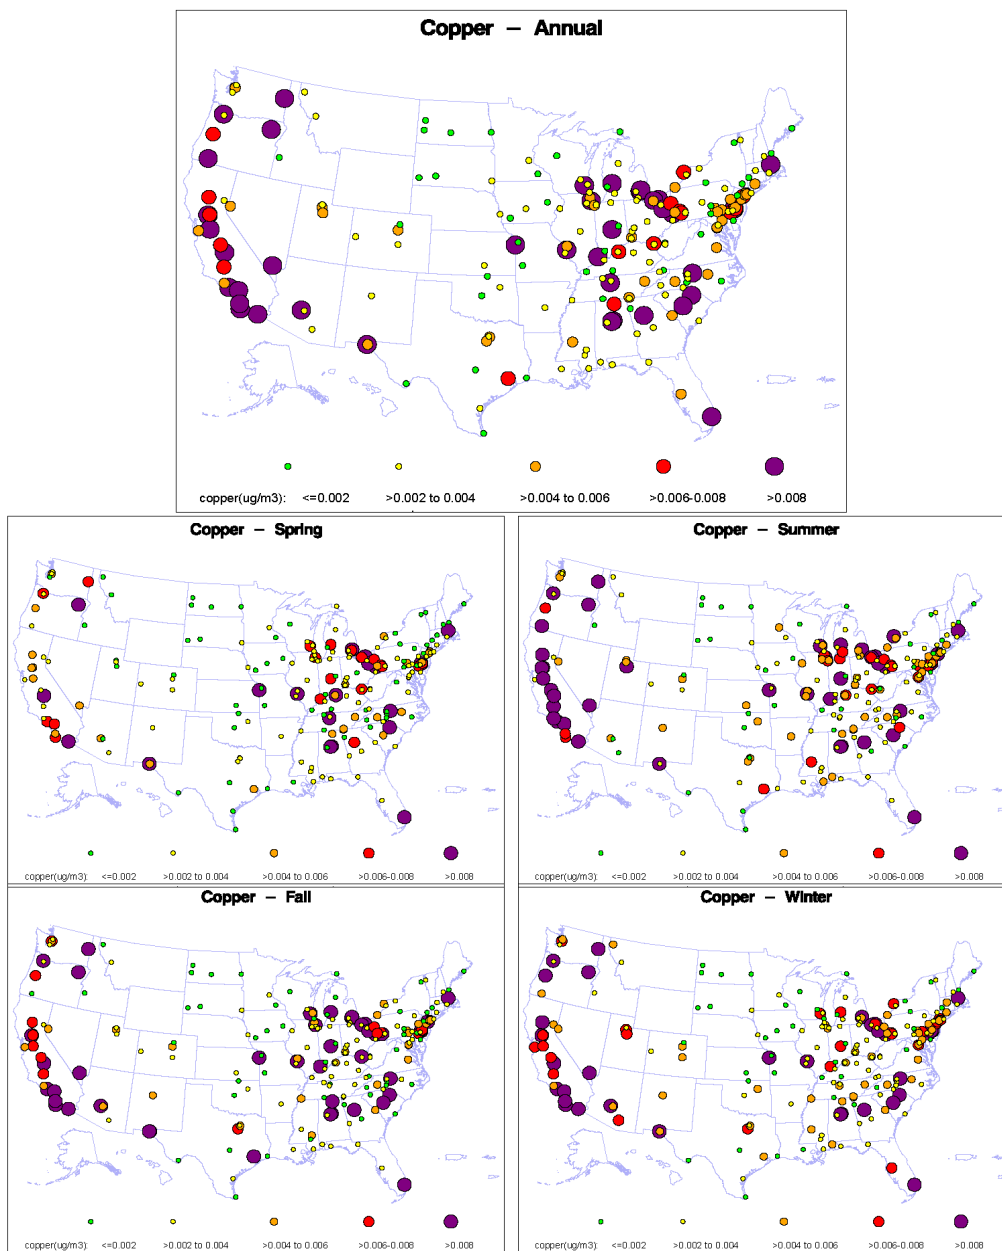 Copper – Annual
copper(ug/m3): <=0.002 >0.002 to 0.004 >0.004 to 0.006 >0.006-0.008 >0.008
Copper – Spring
copper(ug/m3): <=0.002 >0.002 to 0.004 >0.004 to 0.006 >0.006-0.008 >0.008
Copper – Summer
copper(ug/m3): <=0.002 >0.002 to 0.004 >0.004 to 0.006 >0.006-0.008 >0.008
Copper – Fall
copper(ug/m3): <=0.002 >0.002 to 0.004 >0.004 to 0.006 >0.006-0.008 >0.008
Copper – Winter
copper(ug/m3): <=0.002 >0.002 to 0.004 >0.004 to 0.006 >0.006-0.008 >0.008